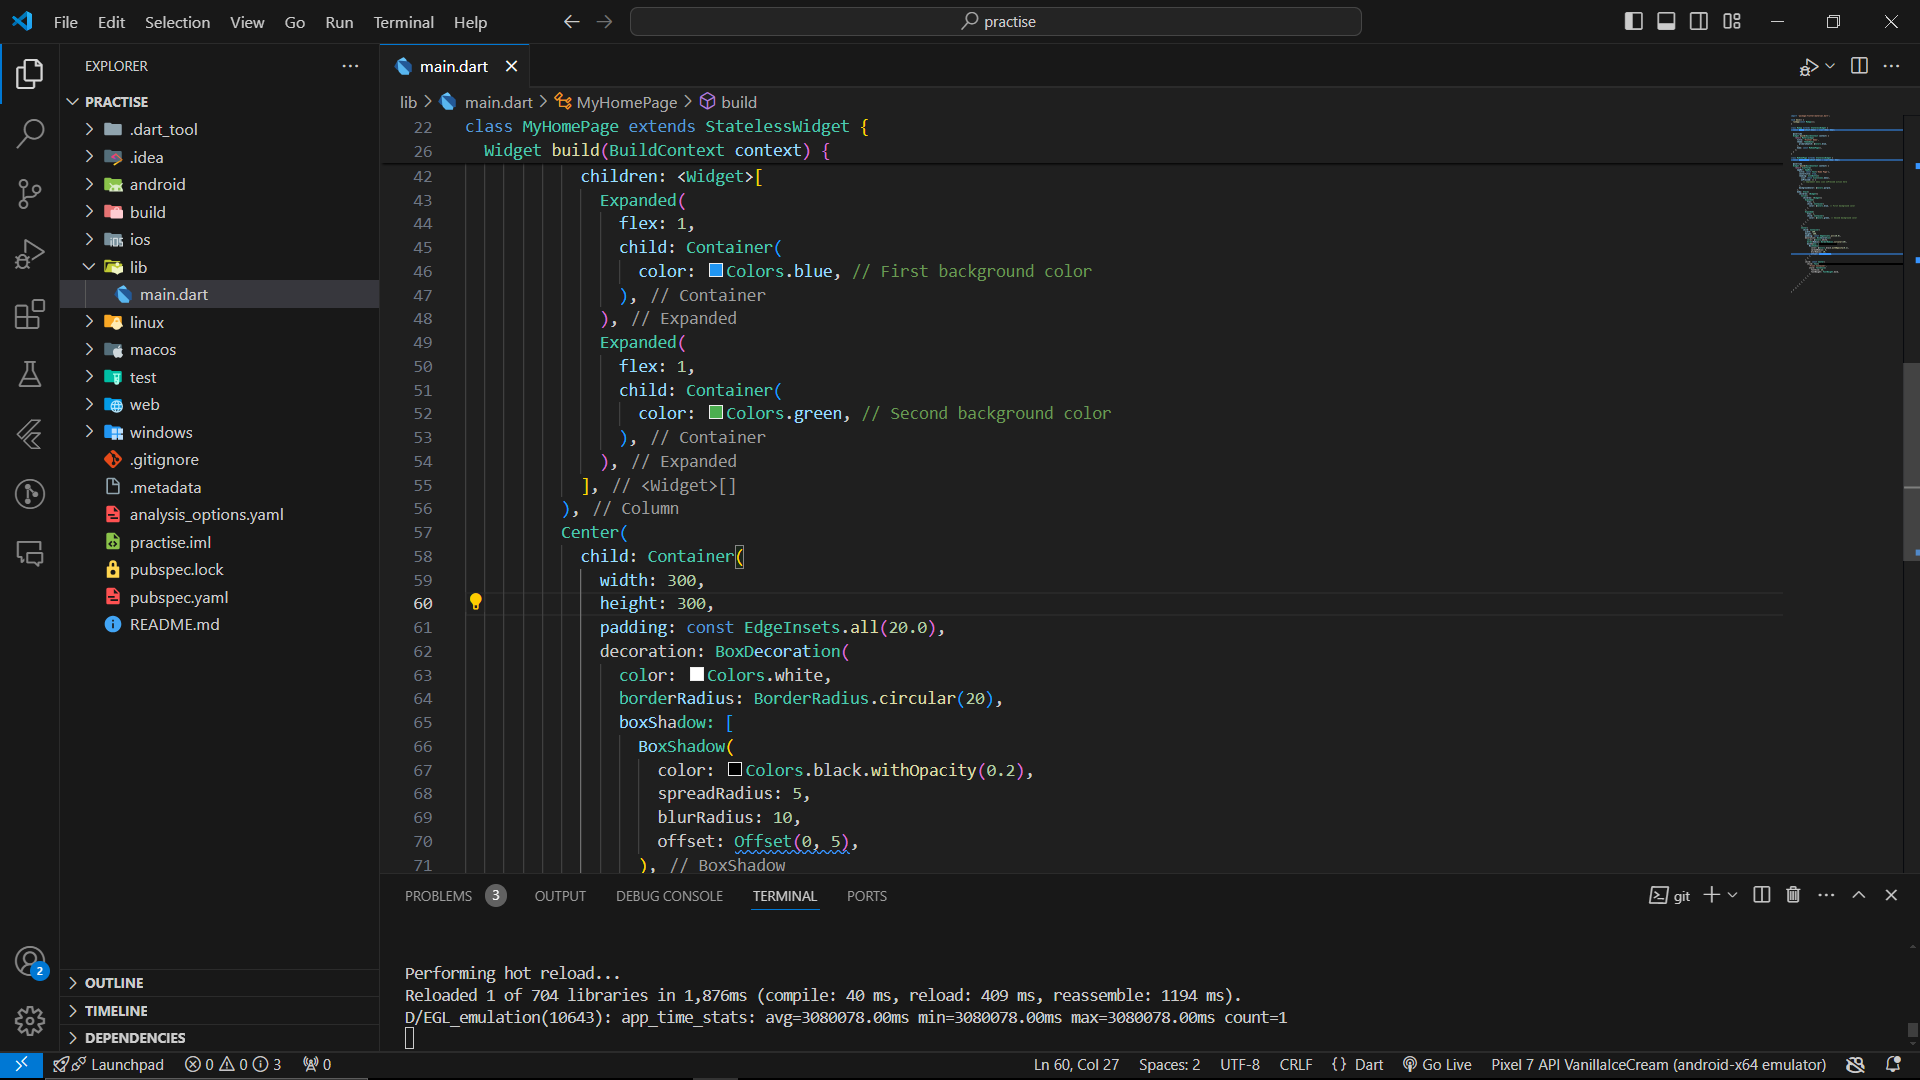 File Edit Selection View Go Run Terminal Help
practise
EXPLORER
PRACTISE
.dart_tool
.idea
android
build
ios
lib
main.dart
linux
macos
test
web
windows
.gitignore
.metadata
analysis_options.yaml
practise.iml
pubspec.lock
pubspec.yaml
README.md
OUTLINE
TIMELINE
DEPENDENCIES
2
main.dart
lib > main.dart > MyHomePage > build
22 class MyHomePage extends StatelessWidget {
26 Widget build(BuildContext context) {
42 children: <Widget>[
43 Expanded(
44 flex: 1,
45 child: Container(
46 color: Colors.blue, // First background color
47 ), // Container
48 ), // Expanded
49 Expanded(
50 flex: 1,
51 child: Container(
52 color: Colors.green, // Second background color
53 ), // Container
54 ), // Expanded
55 ], // <Widget>[]
56 ), // Column
57 Center(
58 child: Container(
59 width: 300,
60 height: 300,
61 padding: const EdgeInsets.all(20.0),
62 decoration: BoxDecoration(
63 color: Colors.white,
64 borderRadius: BorderRadius.circular(20),
65 boxShadow: [
66 BoxShadow(
67 color: Colors.black.withOpacity(0.2),
68 spreadRadius: 5,
69 blurRadius: 10,
70 offset: Offset(0, 5),
71 ), // BoxShadow
PROBLEMS 3 OUTPUT DEBUG CONSOLE TERMINAL PORTS
git
Performing hot reload...
Reloaded 1 of 704 libraries in 1,876ms (compile: 40 ms, reload: 409 ms, reassemble: 1194 ms).
D/EGL_emulation(10643): app_time_stats: avg=3080078.00ms min=3080078.00ms max=3080078.00ms count=1
Launchpad 0 0 3 0 Ln 60, Col 27 Spaces: 2 UTF-8 CRLF {} Dart Go Live Pixel 7 API VanillaIceCream (android-x64 emulator)